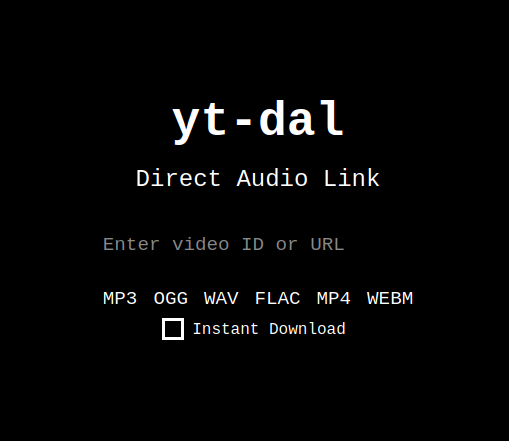 yt-dal
Direct Audio Link
Enter video ID or URL
MP3 OGG WAV FLAC MP4 WEBM
Instant Download